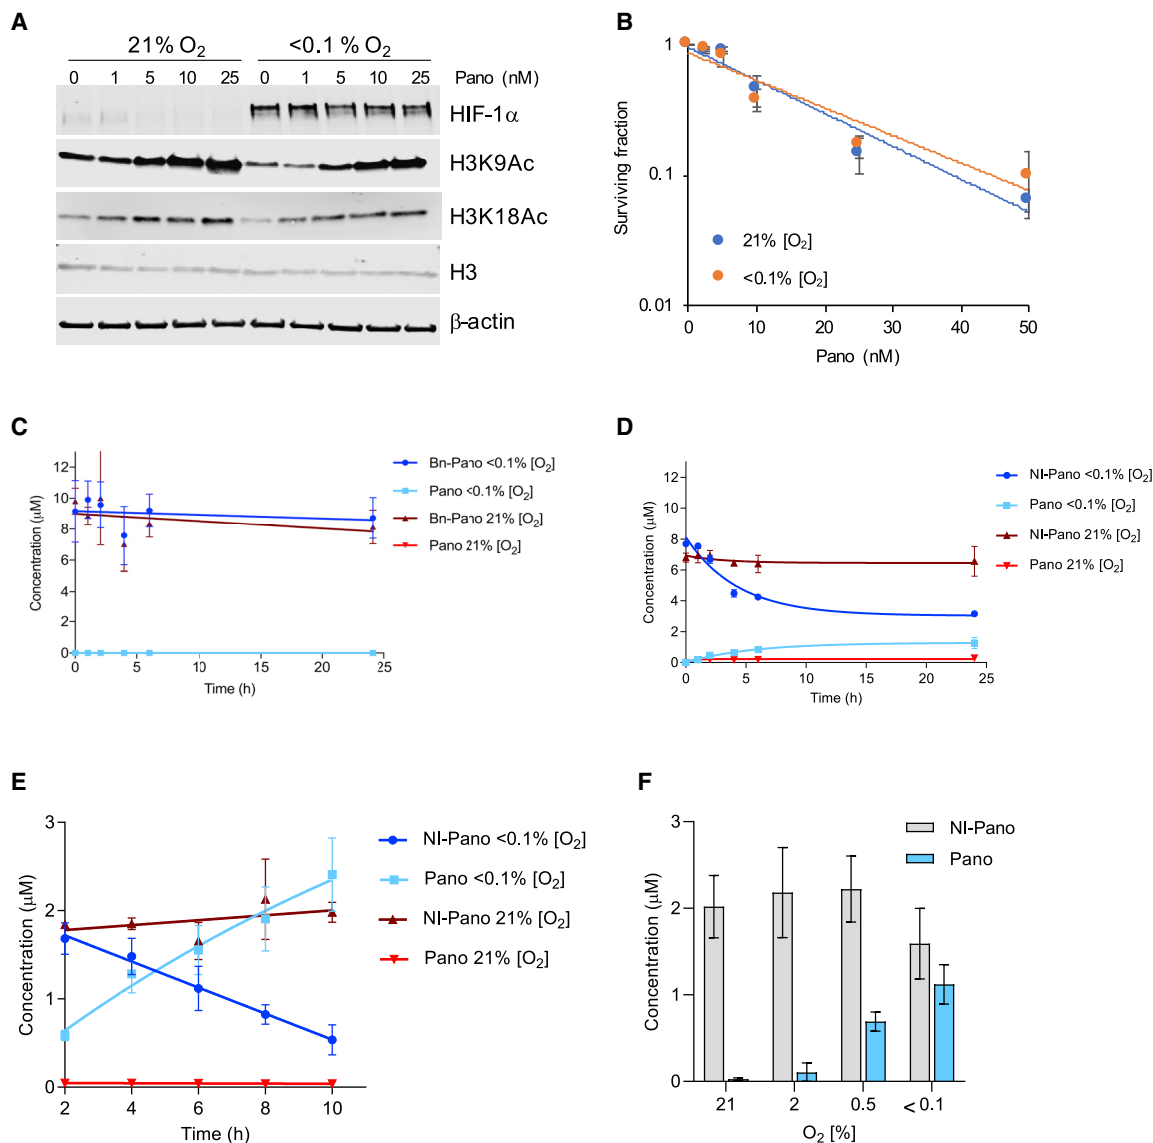 A
21% O₂ <0.1 % O₂
0 1 5 10 25 0 1 5 10 25 Pano (nM)
HIF-1α
H3K9Ac
H3K18Ac
H3
β-actin
B
Surviving fraction
1
0.1
0.01
21% [O₂]
<0.1% [O₂]
0 10 20 30 40 50
Pano (nM)
C
Concentration (μM)
10
8
6
4
2
0
0 5 10 15 20 25
Time (h)
Bn-Pano <0.1% [O₂]
Pano <0.1% [O₂]
Bn-Pano 21% [O₂]
Pano 21% [O₂]
D
Concentration (μM)
12
10
8
6
4
2
0
0 5 10 15 20 25
Time (h)
NI-Pano <0.1% [O₂]
Pano <0.1% [O₂]
NI-Pano 21% [O₂]
Pano 21% [O₂]
E
Concentration (μM)
3
2
1
0
2 4 6 8 10
Time (h)
NI-Pano <0.1% [O₂]
Pano <0.1% [O₂]
NI-Pano 21% [O₂]
Pano 21% [O₂]
F
Concentration (μM)
3
2
1
0
21 2 0.5 <0.1
O₂ [%]
NI-Pano
Pano